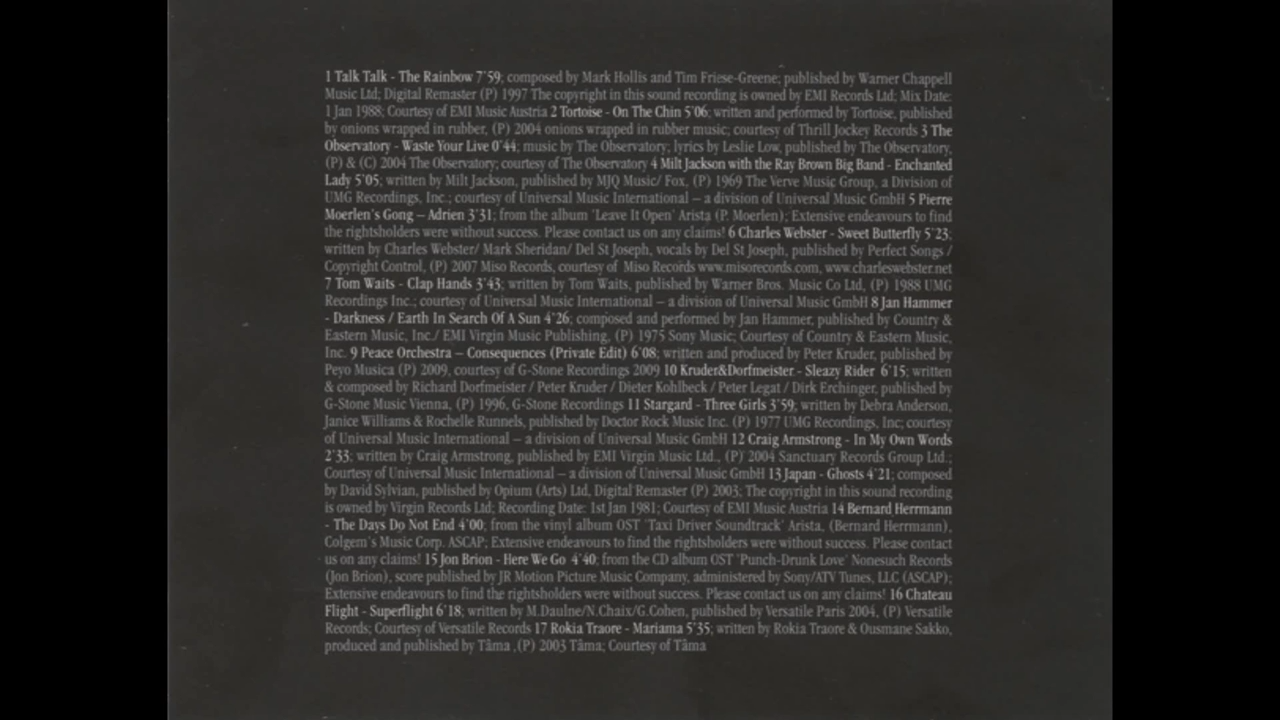 1 Talk Talk - The Rainbow 7'59; composed by Mark Hollis and Tim Friese-Greene; published by Warner Chappell
Music Ltd; Digital Remaster (P) 1997 The copyright in this sound recording is owned by EMI Records Ltd; Mix Date:
1 Jan 1988; Courtesy of EMI Music Austria 2 Tortoise - On The Chin 5'06; written and performed by Tortoise, published
by onions wrapped in rubber, (P) 2004 onions wrapped in rubber music; courtesy of Thrill Jockey Records 3 The
Observatory - Waste Your Live 0'44; music by The Observatory; lyrics by Leslie Low, published by The Observatory,
(P) & (C) 2004 The Observatory; courtesy of The Observatory 4 Milt Jackson with the Ray Brown Big Band - Enchanted
Lady 5'05; written by Milt Jackson, published by MJQ Music/ Fox, (P) 1969 The Verve Music Group, a Division of
UMG Recordings, Inc.; courtesy of Universal Music International – a division of Universal Music GmbH 5 Pierre
Moerlen's Gong – Adrien 3'31; from the album 'Leave It Open' Arista (P. Moerlen); Extensive endeavours to find
the rightsholders were without success. Please contact us on any claims! 6 Charles Webster - Sweet Butterfly 5'23;
written by Charles Webster/ Mark Sheridan/ Del St Joseph, vocals by Del St Joseph, published by Perfect Songs /
Copyright Control, (P) 2007 Miso Records, courtesy of Miso Records www.misorecords.com, www.charleswebster.net
7 Tom Waits - Clap Hands 3'43; written by Tom Waits, published by Warner Bros. Music Co Ltd, (P) 1988 UMG
Recordings Inc.; courtesy of Universal Music International – a division of Universal Music GmbH 8 Jan Hammer
- Darkness / Earth In Search Of A Sun 4'26; composed and performed by Jan Hammer, published by Country &
Eastern Music, Inc./ EMI Virgin Music Publishing, (P) 1975 Sony Music; Courtesy of Country & Eastern Music,
Inc. 9 Peace Orchestra – Consequences (Private Edit) 6'08; written and produced by Peter Kruder, published by
Peyo Musica (P) 2009, courtesy of G-Stone Recordings 2009 10 Kruder&Dorfmeister - Sleazy Rider 6'15; written
& composed by Richard Dorfmeister / Peter Kruder / Dieter Kohlbeck / Peter Legat / Dirk Erchinger, published by
G-Stone Music Vienna, (P) 1996, G-Stone Recordings 11 Stargard - Three Girls 3'59; written by Debra Anderson,
Janice Williams & Rochelle Runnels, published by Doctor Rock Music Inc. (P) 1977 UMG Recordings, Inc; courtesy
of Universal Music International – a division of Universal Music GmbH 12 Craig Armstrong - In My Own Words
2'33; written by Craig Armstrong, published by EMI Virgin Music Ltd., (P) 2004 Sanctuary Records Group Ltd.;
Courtesy of Universal Music International – a division of Universal Music GmbH 13 Japan - Ghosts 4'21; composed
by David Sylvian, published by Opium (Arts) Ltd, Digital Remaster (P) 2003; The copyright in this sound recording
is owned by Virgin Records Ltd; Recording Date: 1st Jan 1981; Courtesy of EMI Music Austria 14 Bernard Herrmann
- The Days Do Not End 4'00; from the vinyl album OST 'Taxi Driver Soundtrack' Arista, (Bernard Herrmann),
Colgem's Music Corp. ASCAP; Extensive endeavours to find the rightsholders were without success. Please contact
us on any claims! 15 Jon Brion - Here We Go 4'40; from the CD album OST 'Punch-Drunk Love' Nonesuch Records
(Jon Brion), score published by JR Motion Picture Music Company, administered by Sony/ATV Tunes, LLC (ASCAP);
Extensive endeavours to find the rightsholders were without success. Please contact us on any claims! 16 Chateau
Flight - Superflight 6'18; written by M.Daulne/N.Chaix/G.Cohen, published by Versatile Paris 2004, (P) Versatile
Records; Courtesy of Versatile Records 17 Rokia Traore - Mariama 5'35; written by Rokia Traore & Ousmane Sakko,
produced and published by Tâma ,(P) 2003 Tâma; Courtesy of Tâma